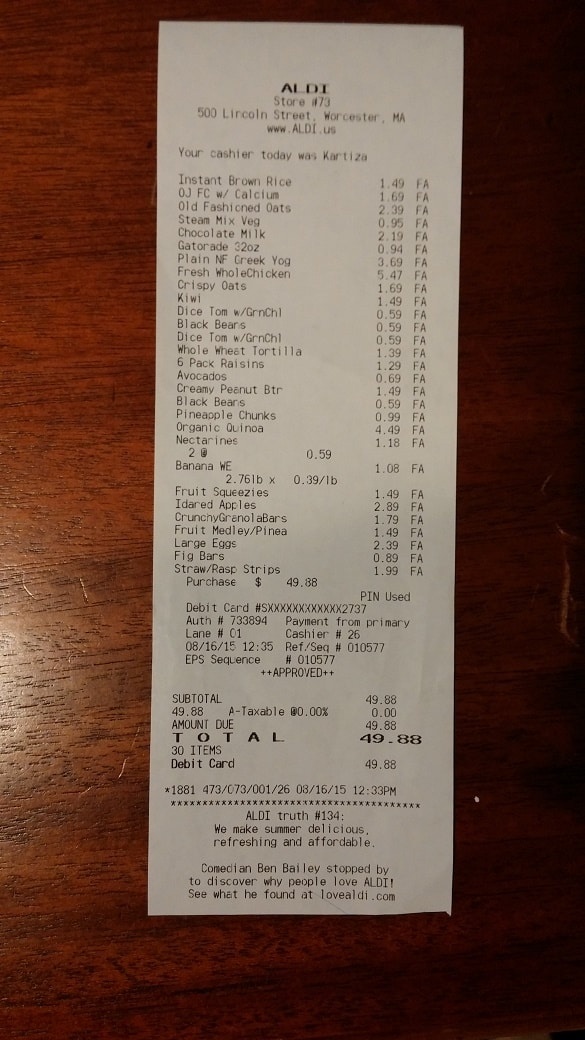 ALDI
Store #73
500 Lincoln Street, Worcester, MA
www.ALDI.us
Your cashier today was Kartiza
Instant Brown Rice 1.49 FA
OJ FC w/ Calcium 1.69 FA
Old Fashioned Oats 2.39 FA
Steam Mix Veg 0.95 FA
Chocolate Milk 2.19 FA
Gatorade 32oz 0.94 FA
Plain NF Greek Yog 3.69 FA
Fresh WholeChicken 5.47 FA
Crispy Oats 1.69 FA
Kiwi 1.49 FA
Dice Tom w/GrnChl 0.59 FA
Black Beans 0.59 FA
Dice Tom w/GrnChl 0.59 FA
Whole Wheat Tortilla 1.39 FA
6 Pack Raisins 1.29 FA
Avocados 0.69 FA
Creamy Peanut Btr 1.49 FA
Black Beans 0.59 FA
Pineapple Chunks 0.99 FA
Organic Quinoa 4.49 FA
Nectarines 1.18 FA
2 @ 0.59
Banana WE 1.08 FA
2.76lb x 0.39/lb
Fruit Squeezies 1.49 FA
Idared Apples 2.89 FA
CrunchyGranolaBars 1.79 FA
Fruit Medley/Pinea 1.49 FA
Large Eggs 2.39 FA
Fig Bars 0.89 FA
Straw/Rasp Strips 1.99 FA
Purchase $ 49.88
PIN Used
Debit Card #SXXXXXXXXXXXX2737
Auth # 733894 Payment from primary
Lane # 01 Cashier # 26
08/16/15 12:35 Ref/Seq # 010577
EPS Sequence # 010577
++APPROVED++
SUBTOTAL 49.88
49.88 A-Taxable @0.00% 0.00
AMOUNT DUE 49.88
T O T A L 49.88
30 ITEMS
Debit Card 49.88
*1881 473/073/001/26 08/16/15 12:33PM
****************************************
ALDI truth #134:
We make summer delicious,
refreshing and affordable.
Comedian Ben Bailey stopped by
to discover why people love ALDI!
See what he found at lovealdi.com